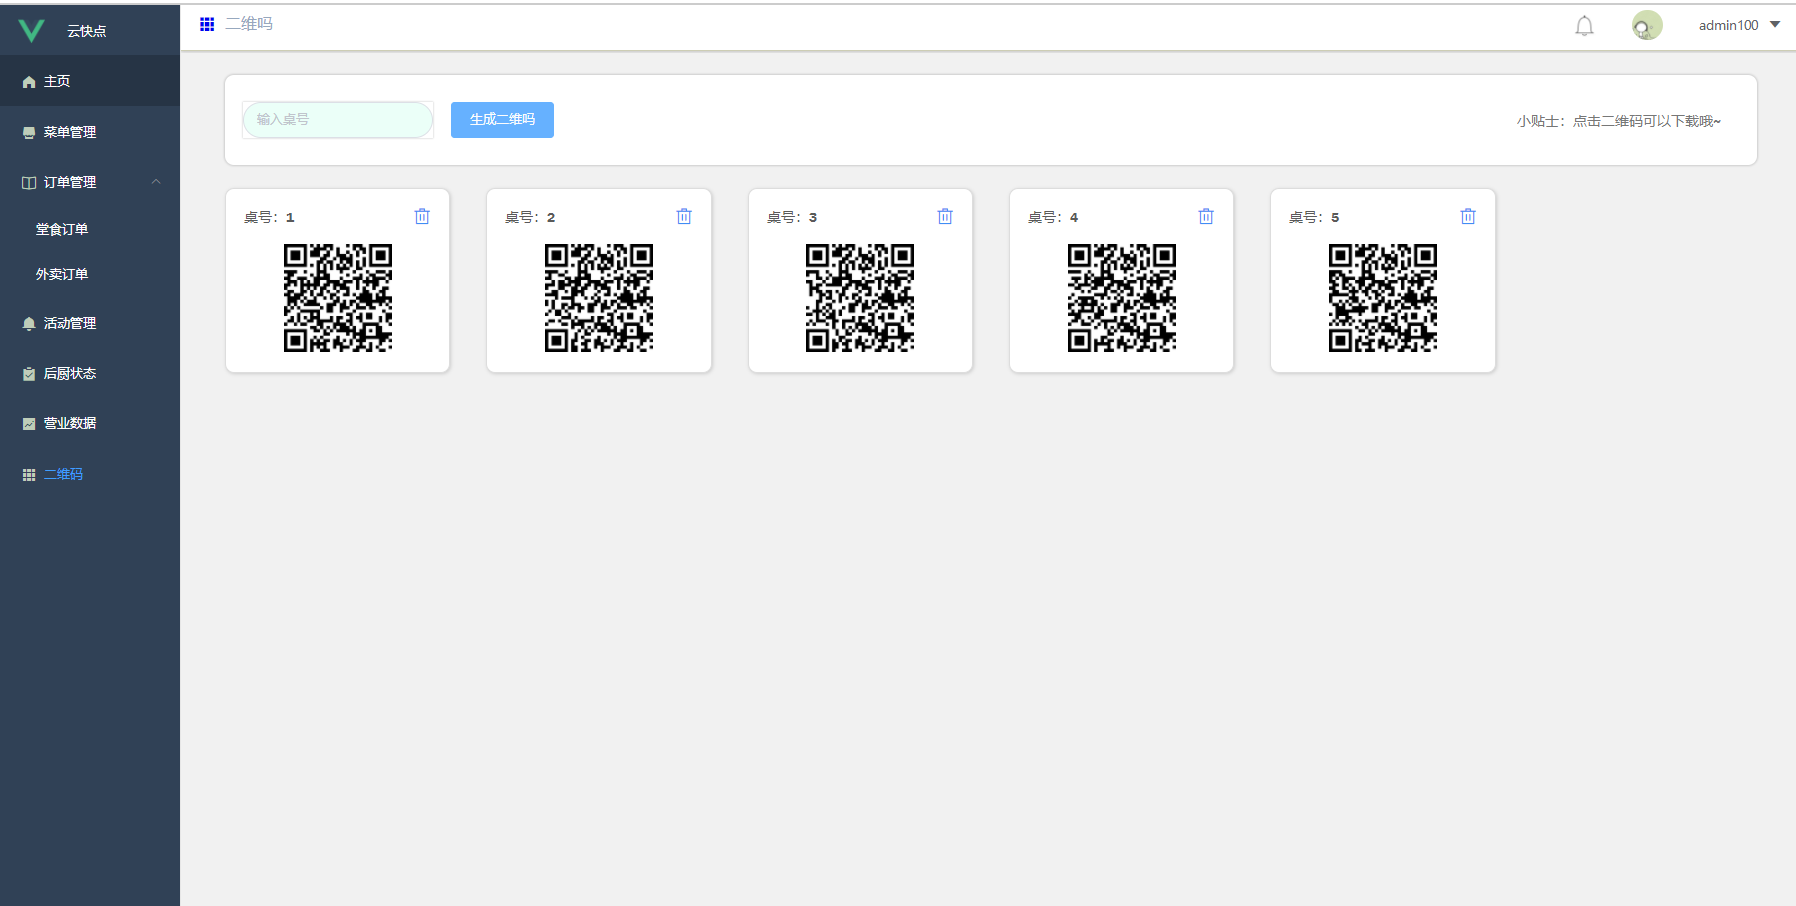 云快点
主页
菜单管理
订单管理
堂食订单
外卖订单
活动管理
后厨状态
营业数据
二维码
二维吗
admin100
输入桌号
生成二维吗
小贴士：点击二维码可以下载哦~
桌号：1
桌号：2
桌号：3
桌号：4
桌号：5